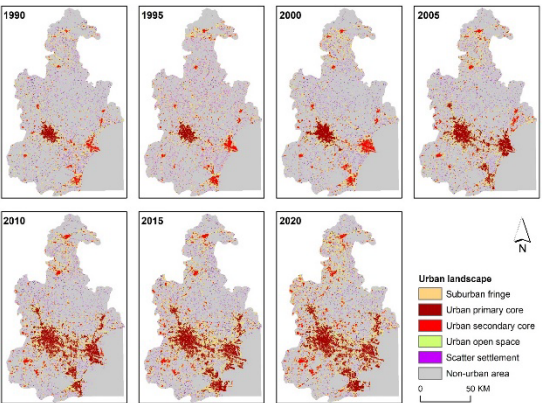 1990
1995
2000
2005
2010
2015
2020
N
Urban landscape
Suburban fringe
Urban primary core
Urban secondary core
Urban open space
Scatter settlement
Non-urban area
0 50 KM